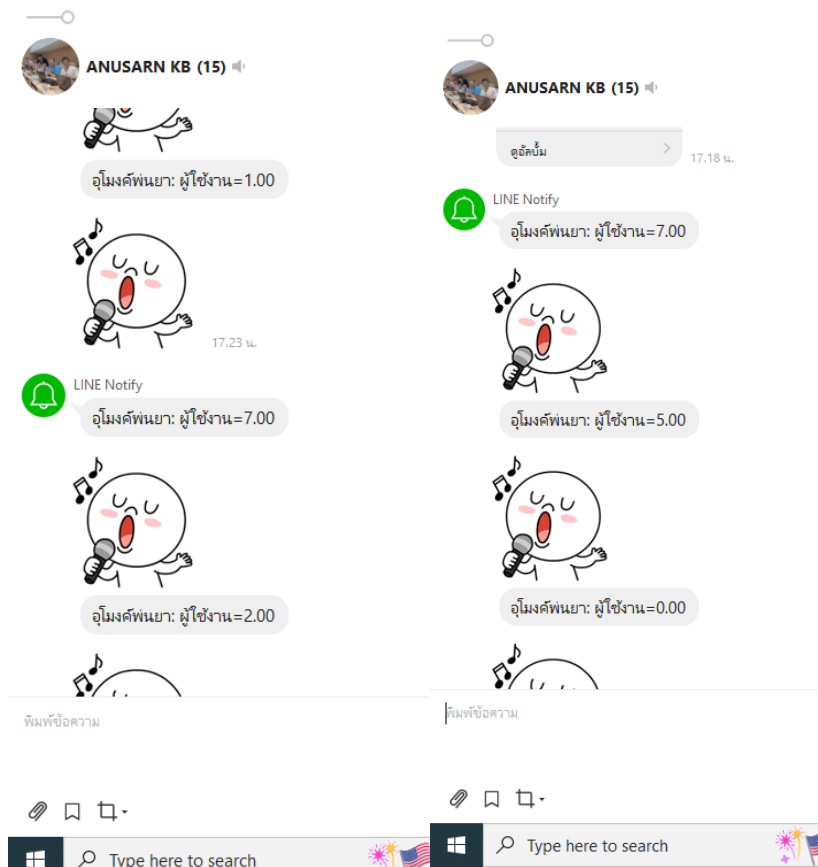 ANUSARN KB (15)
อุโมงค์พ่นยา: ผู้ใช้งาน=1.00
17.23 น.
LINE Notify
อุโมงค์พ่นยา: ผู้ใช้งาน=7.00
อุโมงค์พ่นยา: ผู้ใช้งาน=2.00
พิมพ์ข้อความ
Type here to search
ANUSARN KB (15)
ดูอัลบั้ม
17.18 น.
LINE Notify
อุโมงค์พ่นยา: ผู้ใช้งาน=7.00
อุโมงค์พ่นยา: ผู้ใช้งาน=5.00
อุโมงค์พ่นยา: ผู้ใช้งาน=0.00
พิมพ์ข้อความ
Type here to search